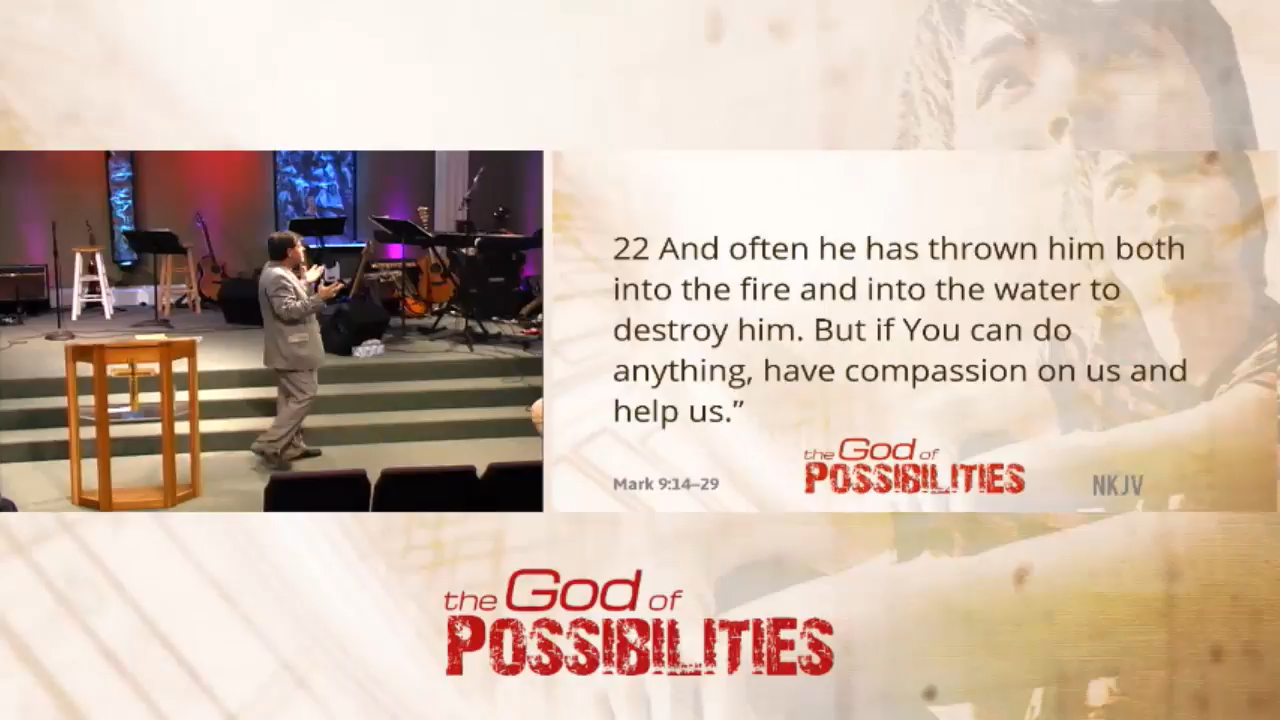 22 And often he has thrown him both
into the fire and into the water to
destroy him. But if You can do
anything, have compassion on us and
help us.”
the God of
POSSIBILITIES
Mark 9:14–29
NKJV
the God of
POSSIBILITIES